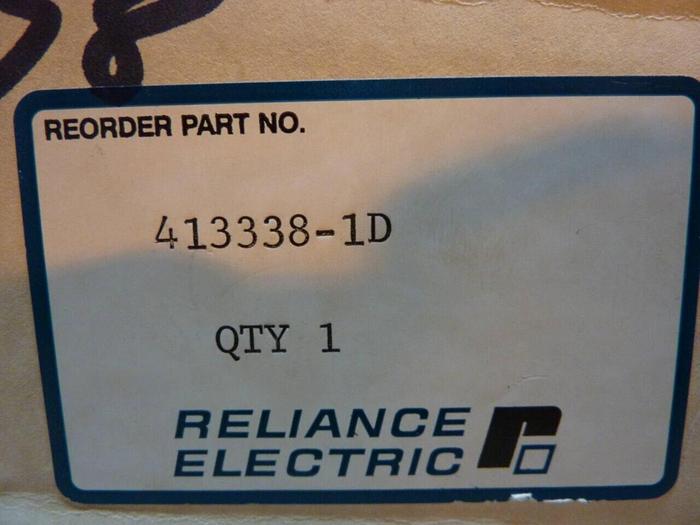 REORDER PART NO.
413338-1D
QTY 1
RELIANCE
ELECTRIC